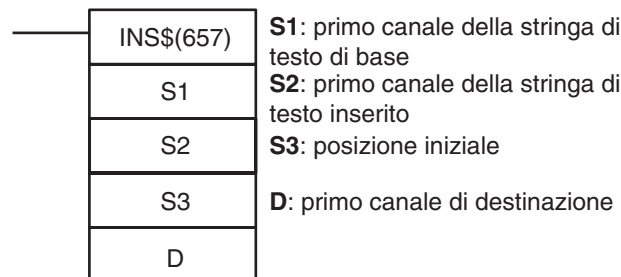 INS$(657)
S1
S2
S3
D
S1: primo canale della stringa di
testo di base
S2: primo canale della stringa di
testo inserito
S3: posizione iniziale
D: primo canale di destinazione